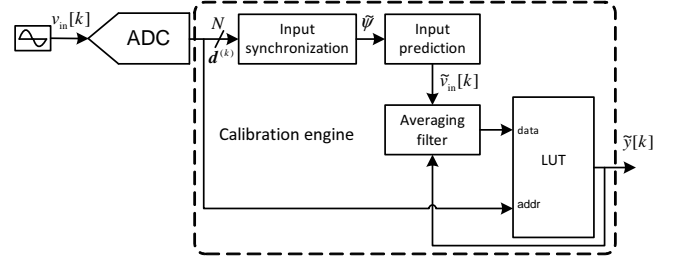 v_in[k]
ADC
N
d^(k)
Input
synchronization
ψ̃
Input
prediction
ṽ_in[k]
Calibration engine
Averaging
filter
data
LUT
addr
ỹ[k]